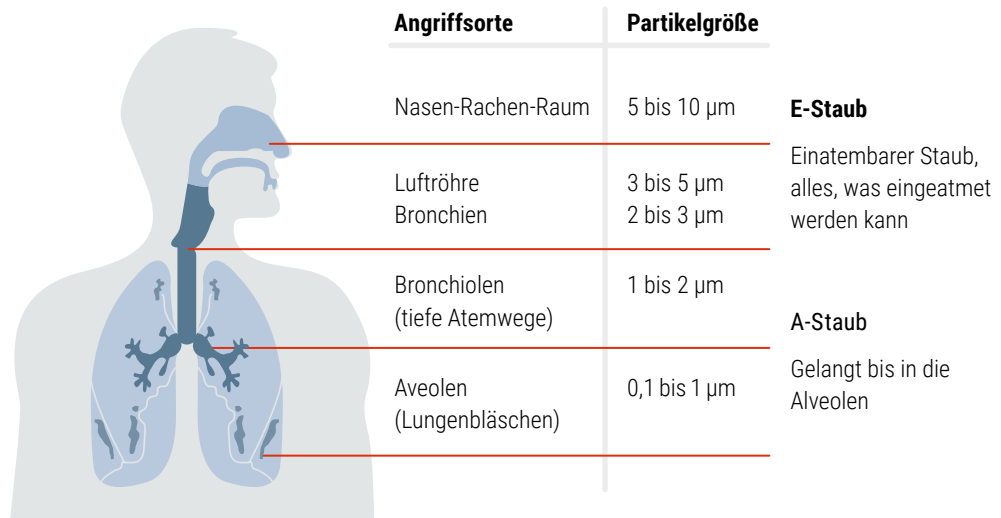 Angriffsorte Partikelgröße
Nasen-Rachen-Raum 5 bis 10 µm
Luftröhre 3 bis 5 µm
Bronchien 2 bis 3 µm
Bronchiolen 1 bis 2 µm
(tiefe Atemwege)
Aveolen 0,1 bis 1 µm
(Lungenbläschen)
E-Staub
Einatembarer Staub,
alles, was eingeatmet
werden kann
A-Staub
Gelangt bis in die
Alveolen